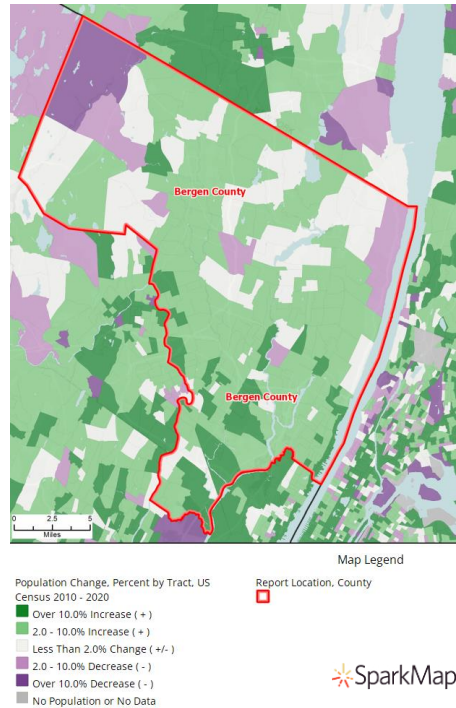 Bergen County
Bergen County
0 2.5 5
Miles
Map Legend
Population Change, Percent by Tract, US
Census 2010 - 2020
Over 10.0% Increase ( + )
2.0 - 10.0% Increase ( + )
Less Than 2.0% Change ( +/- )
2.0 - 10.0% Decrease ( - )
Over 10.0% Decrease ( - )
No Population or No Data
Report Location, County
SparkMap